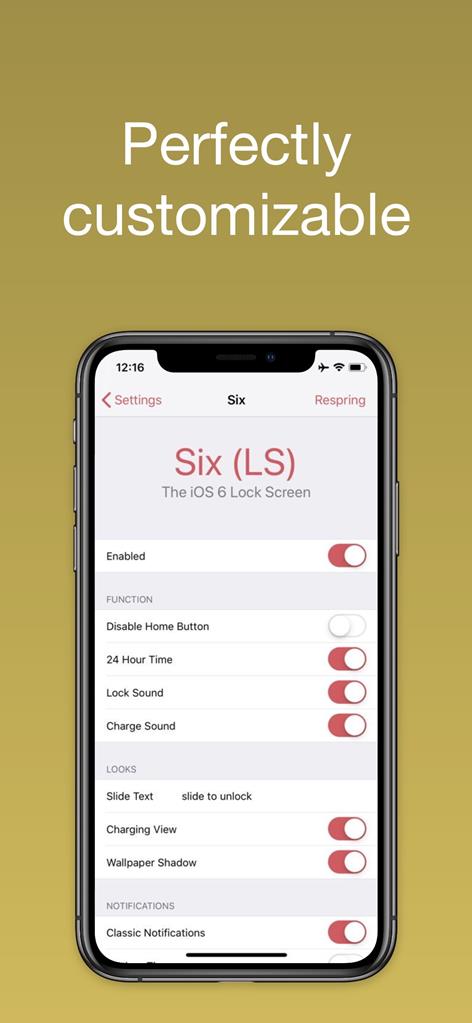 Perfectly
customizable
12:16
Settings Six Respring
Six (LS)
The iOS 6 Lock Screen
Enabled
FUNCTION
Disable Home Button
24 Hour Time
Lock Sound
Charge Sound
LOOKS
Slide Text slide to unlock
Charging View
Wallpaper Shadow
NOTIFICATIONS
Classic Notifications